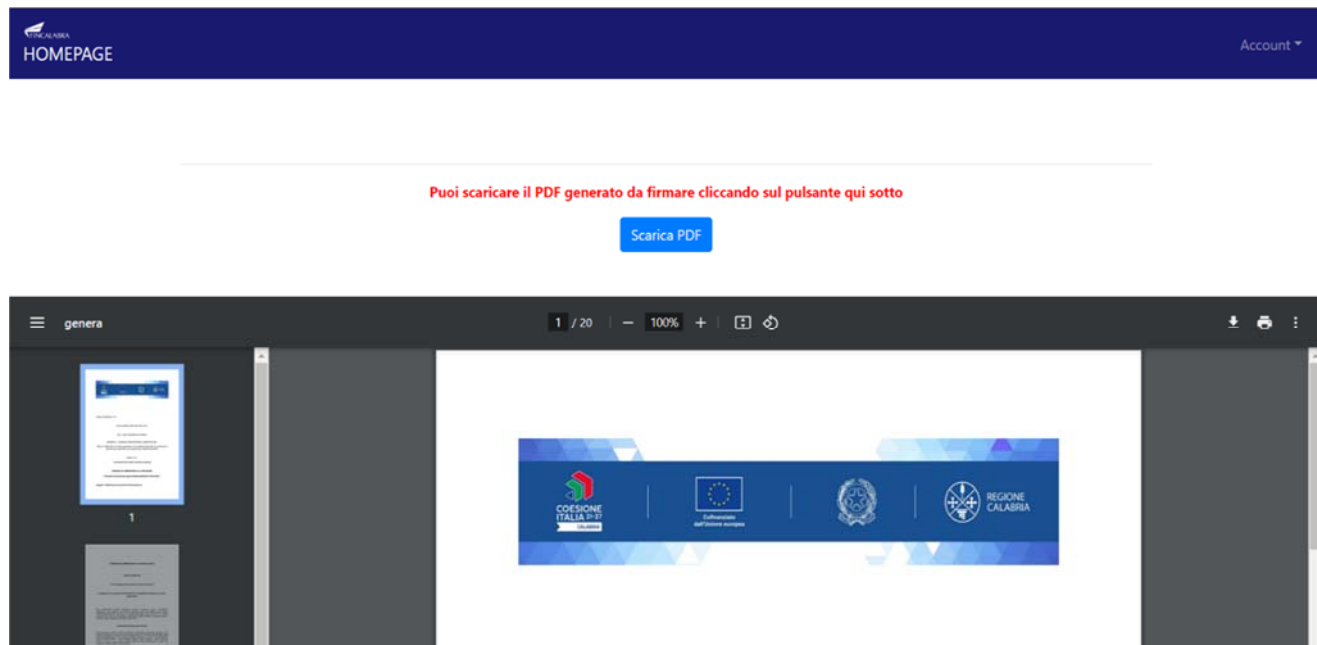 FINCALABRA
HOMEPAGE
Account
Puoi scaricare il PDF generato da firmare cliccando sul pulsante qui sotto
Scarica PDF
genera
1 / 20
100%
1
COESIONE
ITALIA 21-27
CALABRIA
Cofinanziato
dall'Unione europea
REGIONE
CALABRIA